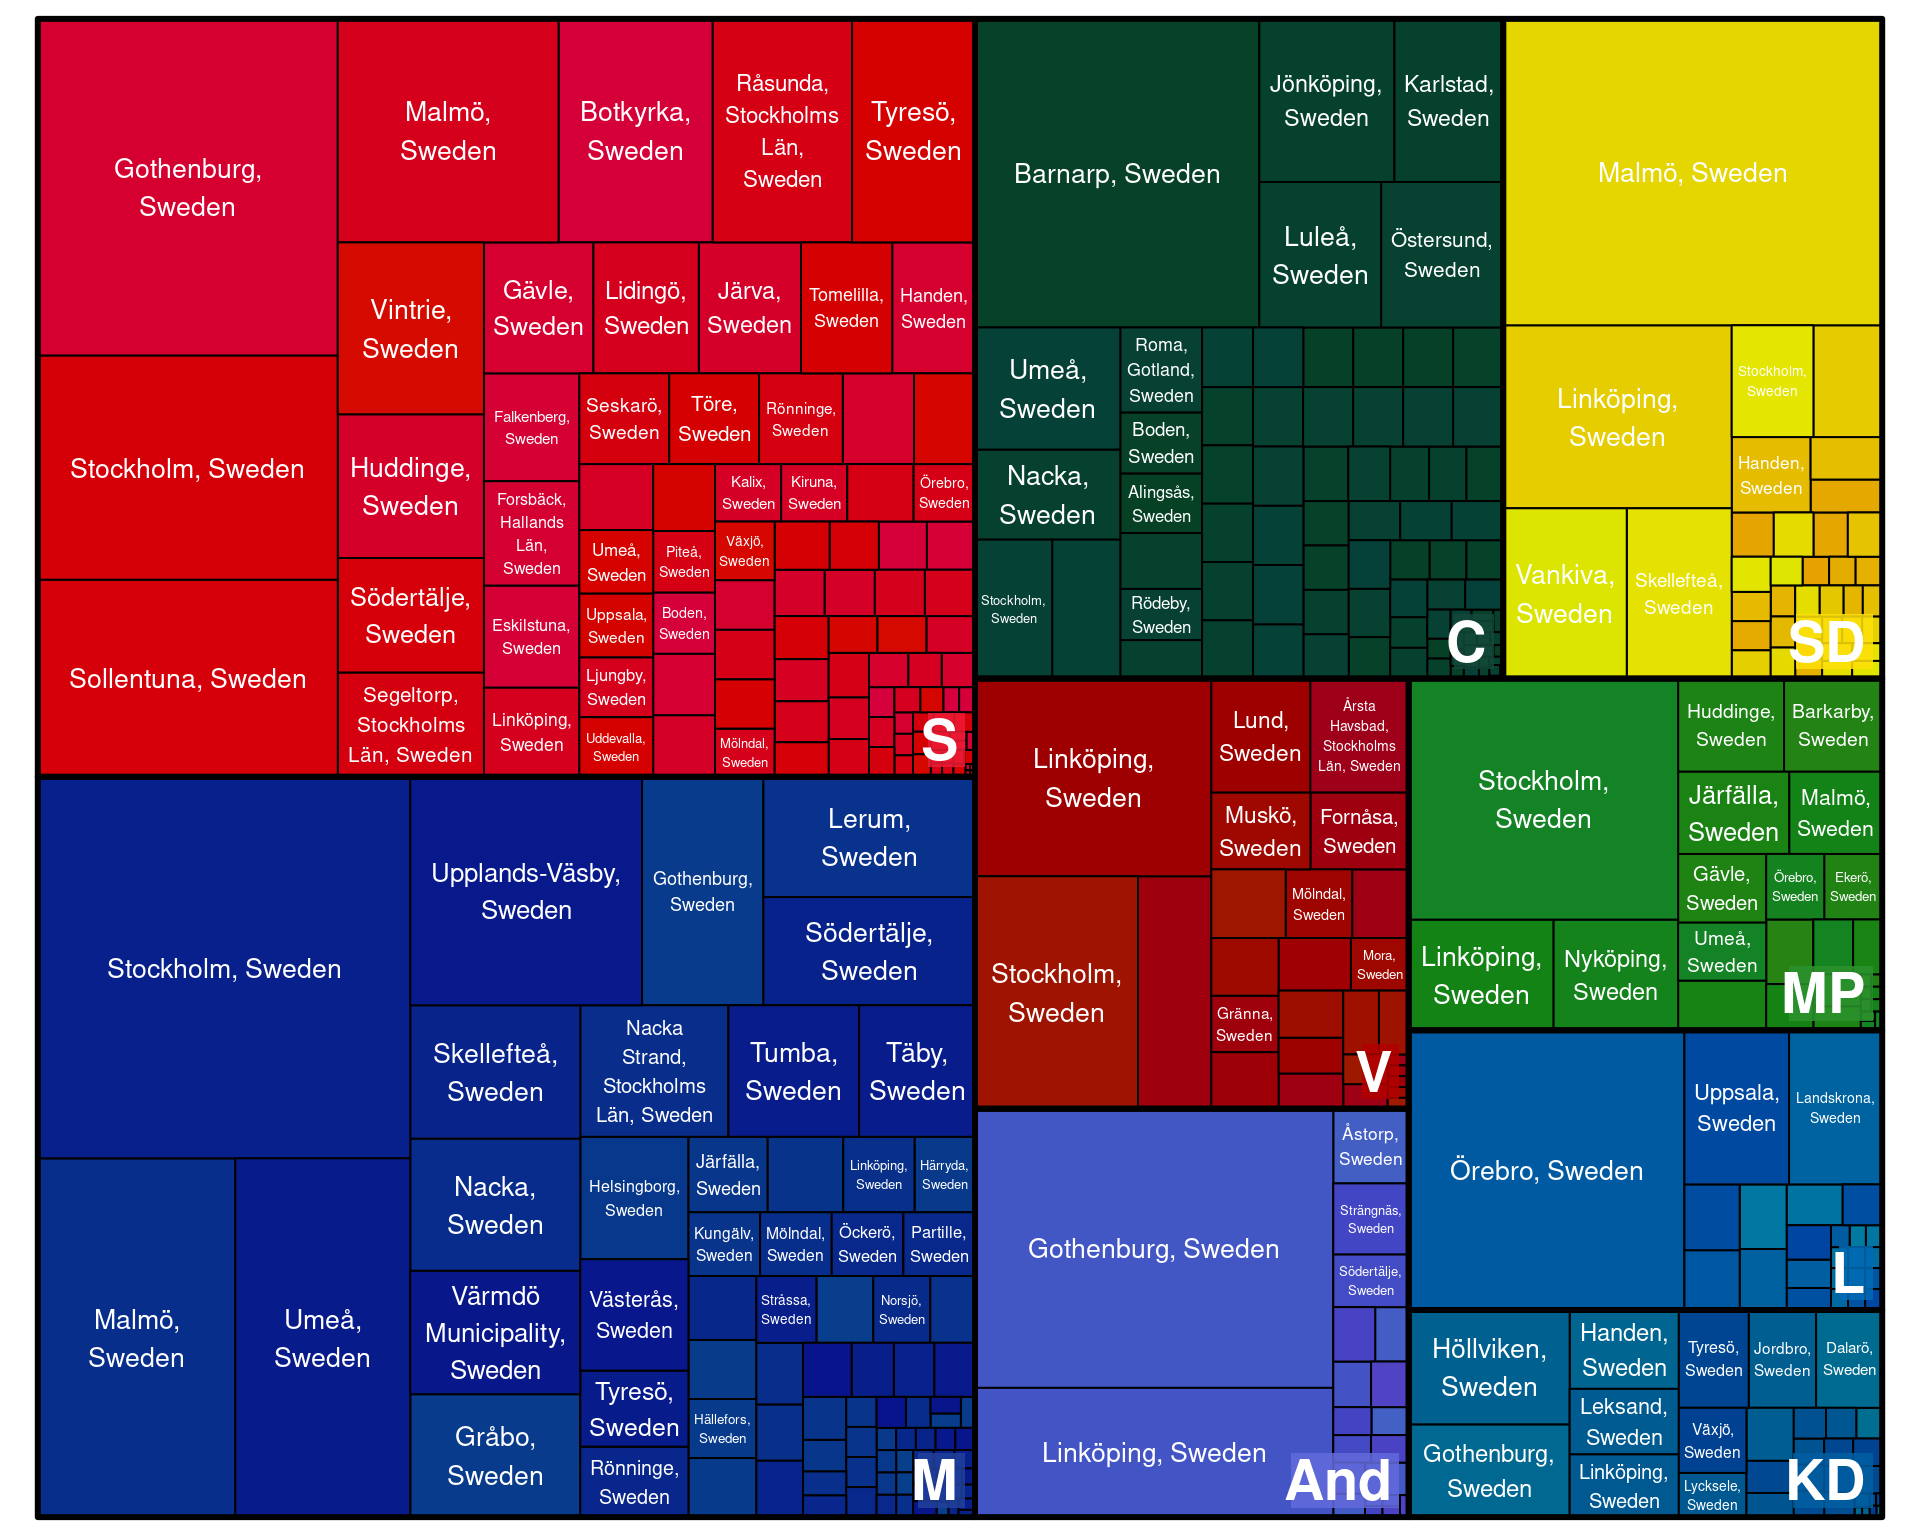 Gothenburg,
Sweden
Stockholm, Sweden
Sollentuna, Sweden
Malmö,
Sweden
Botkyrka,
Sweden
Råsunda,
Stockholms
Län,
Sweden
Tyresö,
Sweden
Vintrie,
Sweden
Huddinge,
Sweden
Södertälje,
Sweden
Segeltorp,
Stockholms
Län, Sweden
Gävle,
Sweden
Lidingö,
Sweden
Järva,
Sweden
Tomelilla,
Sweden
Handen,
Sweden
Falkenberg,
Sweden
Forsbäck,
Hallands
Län,
Sweden
Eskilstuna,
Sweden
Linköping,
Sweden
Seskarö,
Sweden
Töre,
Sweden
Rönninge,
Sweden
Umeå,
Sweden
Uppsala,
Sweden
Ljungby,
Sweden
Uddevalla,
Sweden
Piteå,
Sweden
Boden,
Sweden
Kalix,
Sweden
Kiruna,
Sweden
Örebro,
Sweden
Växjö,
Sweden
Mölndal,
Sweden
S
Barnarp, Sweden
Jönköping,
Sweden
Karlstad,
Sweden
Luleå,
Sweden
Östersund,
Sweden
Umeå,
Sweden
Nacka,
Sweden
Stockholm,
Sweden
Roma,
Gotland,
Sweden
Boden,
Sweden
Alingsås,
Sweden
Rödeby,
Sweden
C
Malmö, Sweden
Linköping,
Sweden
Vankiva,
Sweden
Skellefteå,
Sweden
Stockholm,
Sweden
Handen,
Sweden
SD
Stockholm, Sweden
Malmö,
Sweden
Umeå,
Sweden
Upplands-Väsby,
Sweden
Gothenburg,
Sweden
Lerum,
Sweden
Södertälje,
Sweden
Skellefteå,
Sweden
Nacka
Strand,
Stockholms
Län, Sweden
Tumba,
Sweden
Täby,
Sweden
Nacka,
Sweden
Värmdö
Municipality,
Sweden
Gråbo,
Sweden
Helsingborg,
Sweden
Västerås,
Sweden
Tyresö,
Sweden
Rönninge,
Sweden
Järfälla,
Sweden
Linköping,
Sweden
Härryda,
Sweden
Kungälv,
Sweden
Mölndal,
Sweden
Öckerö,
Sweden
Partille,
Sweden
Stråssa,
Sweden
Norsjö,
Sweden
Hällefors,
Sweden
M
Linköping,
Sweden
Stockholm,
Sweden
Lund,
Sweden
Årsta
Havsbad,
Stockholms
Län, Sweden
Muskö,
Sweden
Fornåsa,
Sweden
Mölndal,
Sweden
Mora,
Sweden
Gränna,
Sweden
V
Gothenburg, Sweden
Linköping, Sweden
Åstorp,
Sweden
Strängnäs,
Sweden
Södertälje,
Sweden
And
Stockholm,
Sweden
Linköping,
Sweden
Nyköping,
Sweden
Huddinge,
Sweden
Barkarby,
Sweden
Järfälla,
Sweden
Malmö,
Sweden
Gävle,
Sweden
Örebro,
Sweden
Ekerö,
Sweden
Umeå,
Sweden
MP
Örebro, Sweden
Uppsala,
Sweden
Landskrona,
Sweden
L
Höllviken,
Sweden
Gothenburg,
Sweden
Handen,
Sweden
Leksand,
Sweden
Linköping,
Sweden
Tyresö,
Sweden
Jordbro,
Sweden
Dalarö,
Sweden
Växjö,
Sweden
Lycksele,
Sweden
KD